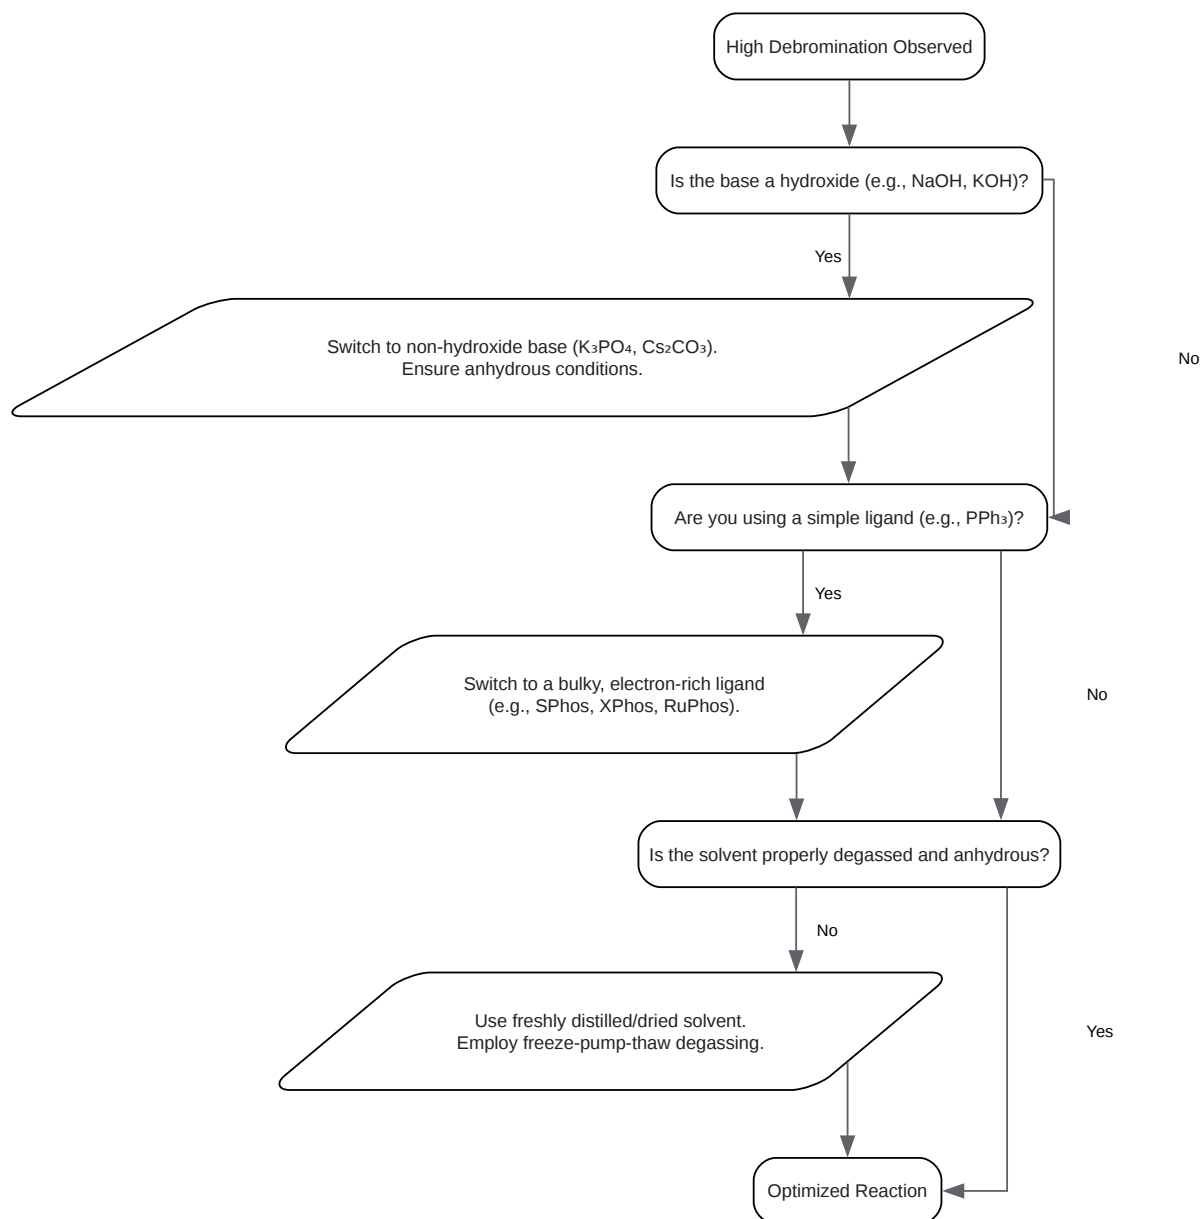 High Debromination Observed
Is the base a hydroxide (e.g., NaOH, KOH)?
Yes
Switch to non-hydroxide base (K₃PO₄, Cs₂CO₃).
Ensure anhydrous conditions.
No
Are you using a simple ligand (e.g., PPh₃)?
Yes
Switch to a bulky, electron-rich ligand
(e.g., SPhos, XPhos, RuPhos).
No
Is the solvent properly degassed and anhydrous?
No
Use freshly distilled/dried solvent.
Employ freeze-pump-thaw degassing.
Yes
Optimized Reaction